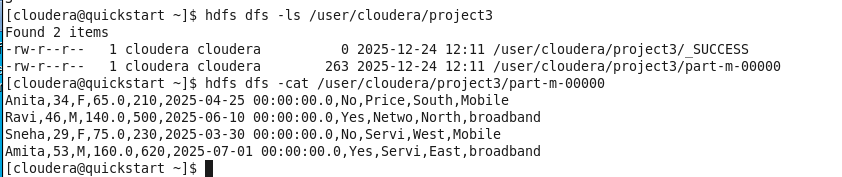 [cloudera@quickstart ~]$ hdfs dfs -ls /user/cloudera/project3
Found 2 items
-rw-r--r--   1 cloudera cloudera          0 2025-12-24 12:11 /user/cloudera/project3/_SUCCESS
-rw-r--r--   1 cloudera cloudera        263 2025-12-24 12:11 /user/cloudera/project3/part-m-00000
[cloudera@quickstart ~]$ hdfs dfs -cat /user/cloudera/project3/part-m-00000
Anita,34,F,65.0,210,2025-04-25 00:00:00.0,No,Price,South,Mobile
Ravi,46,M,140.0,500,2025-06-10 00:00:00.0,Yes,Netwo,North,broadband
Sneha,29,F,75.0,230,2025-03-30 00:00:00.0,No,Servi,West,Mobile
Amita,53,M,160.0,620,2025-07-01 00:00:00.0,Yes,Servi,East,broadband
[cloudera@quickstart ~]$